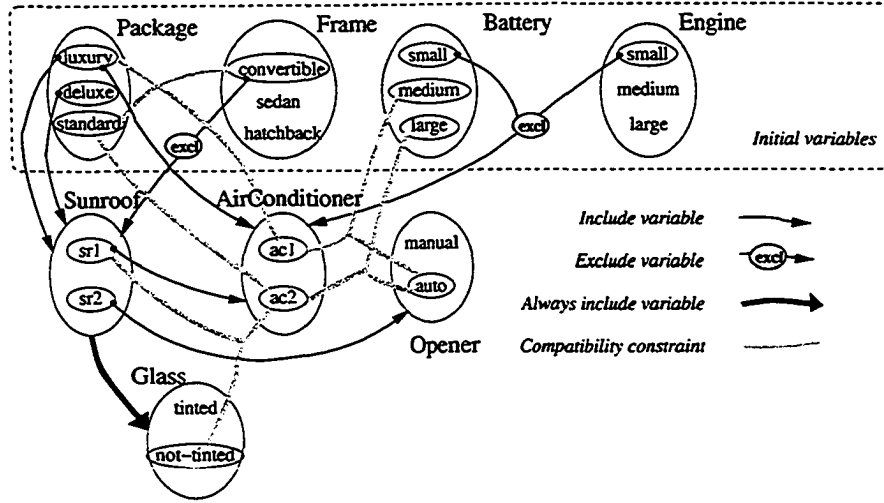 Package Frame Battery Engine
luxury convertible small small
deluxe sedan medium medium
standard hatchback large large
excl excl
Initial variables
Sunroof AirConditioner
sr1 ac1 manual
sr2 ac2 auto
Opener
Include variable
Exclude variable excl
Always include variable
Compatibility constraint
Glass
tinted
not-tinted